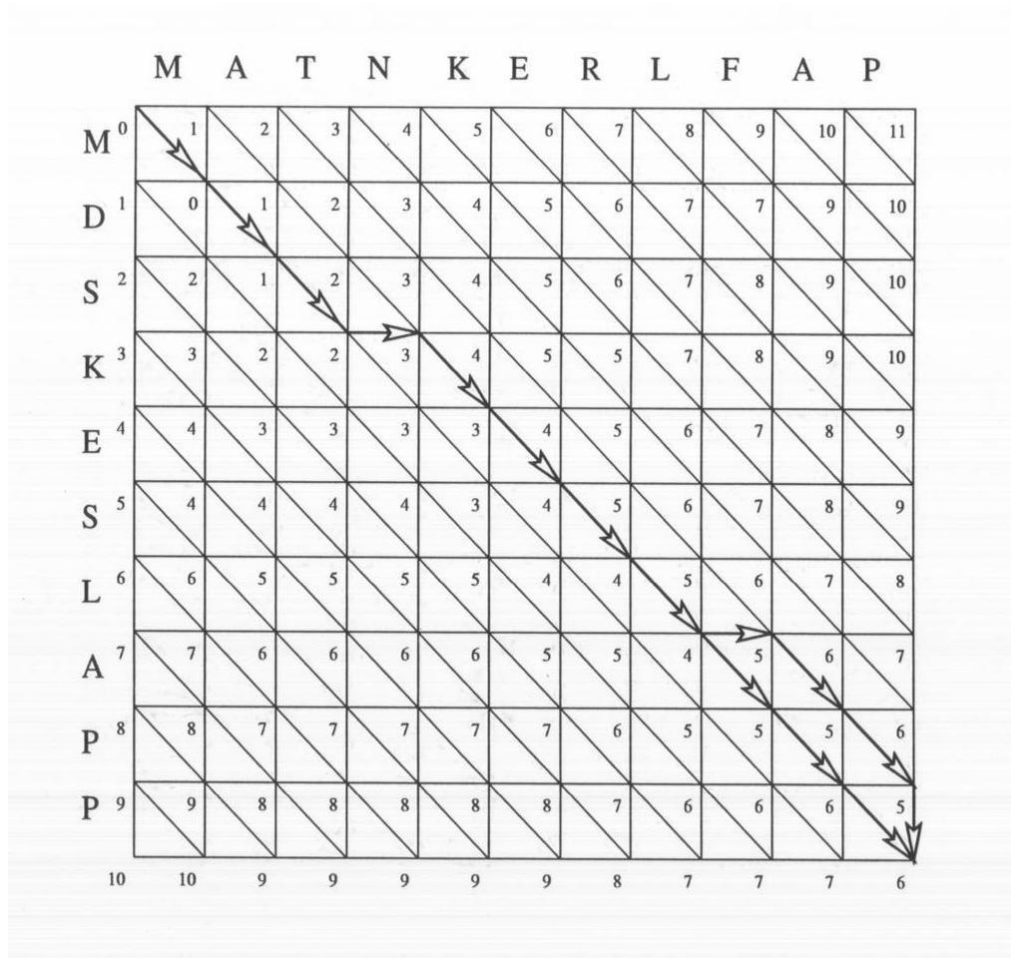 M A T N K E R L F A P
M 0 1 2 3 4 5 6 7 8 9 10 11
D 1 0 1 2 3 4 5 6 7 7 9 10
S 2 2 1 2 3 4 5 6 7 8 9 10
K 3 3 2 2 3 4 5 5 7 8 9 10
E 4 4 3 3 3 3 4 5 6 7 8 9
S 5 4 4 4 4 3 4 5 6 7 8 9
L 6 6 5 5 5 5 4 4 5 6 7 8
A 7 7 6 6 6 6 5 5 4 5 6 7
P 8 8 7 7 7 7 7 6 5 5 5 6
P 9 9 8 8 8 8 8 7 6 6 6 5
10 10 9 9 9 9 9 8 7 7 7 6